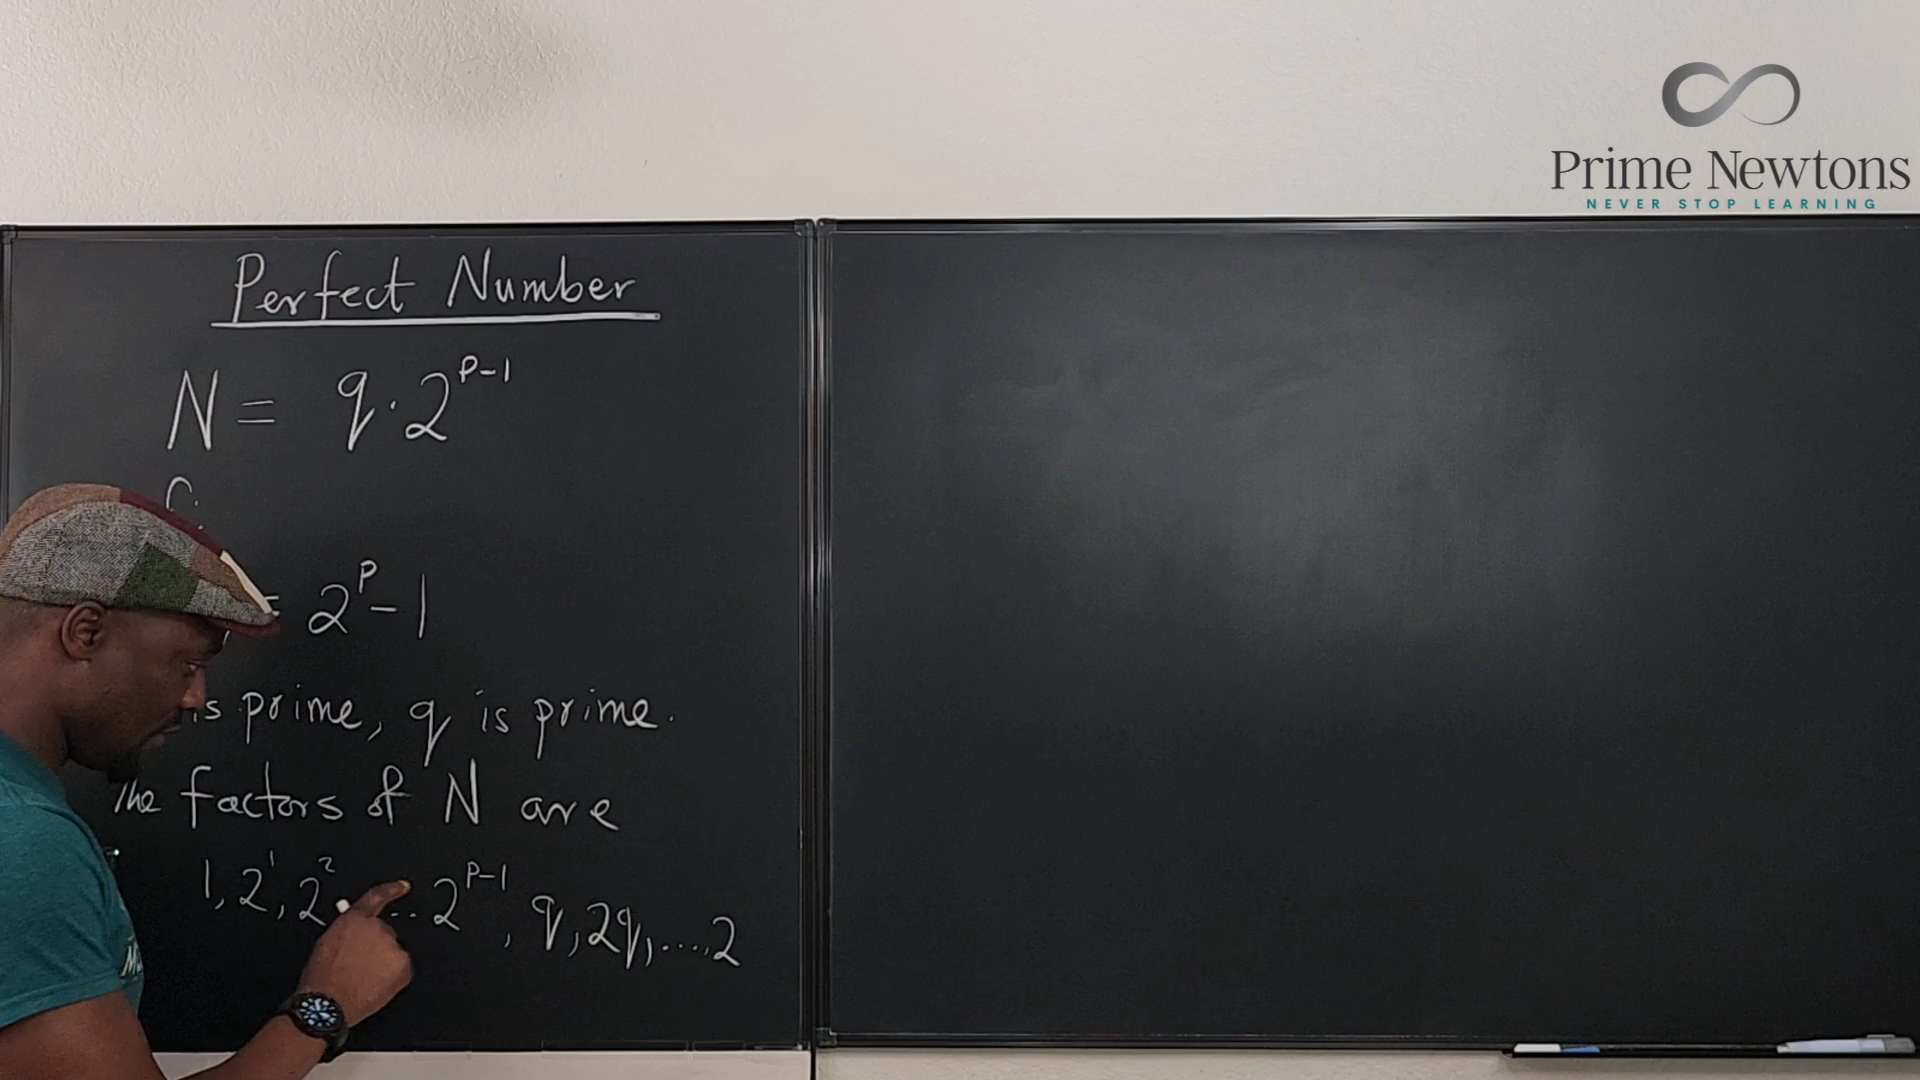 Prime Newtons
NEVER STOP LEARNING
Perfect Number
N = q·2^{p-1}
= 2^p - 1
is prime, q is prime.
The factors of N are
1, 2^1, 2^2 ... 2^{p-1}, q, 2q, ..., 2